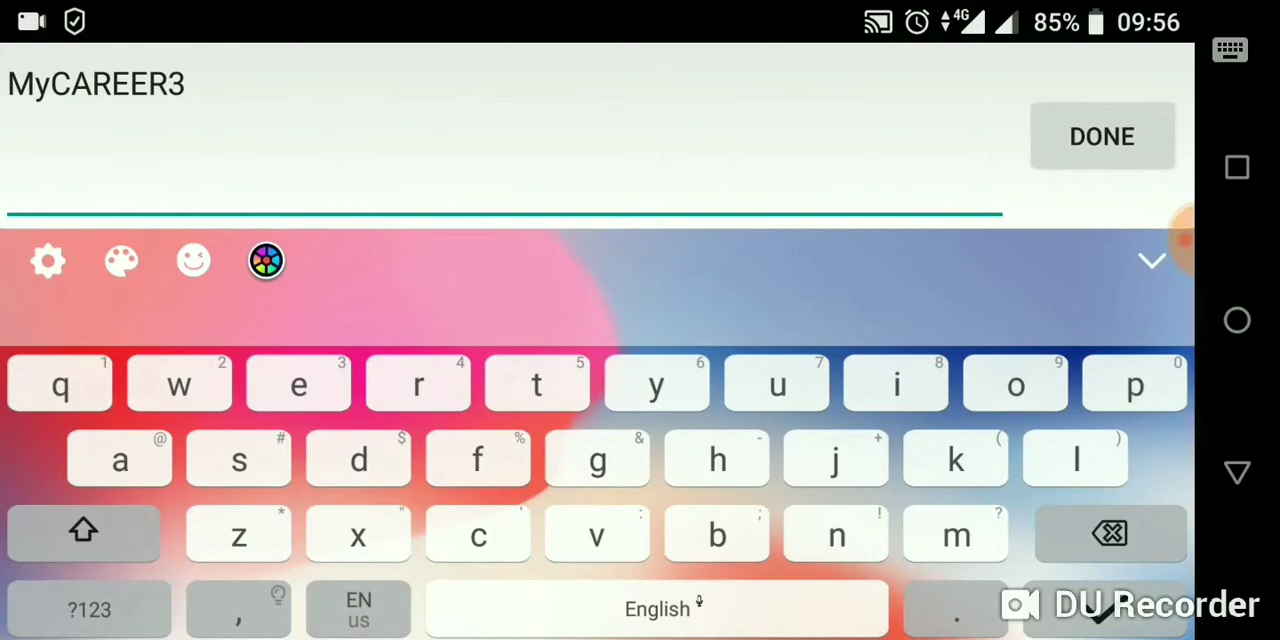 4G 85% 09:56
MyCAREER3
DONE
1 2 3 4 5 6 7 8 9 0
q w e r t y u i o p
@ # $ % & - + ( )
a s d f g h j k l
* " ' : ; ! ?
z x c v b n m
?123 , EN US English .
DU Recorder